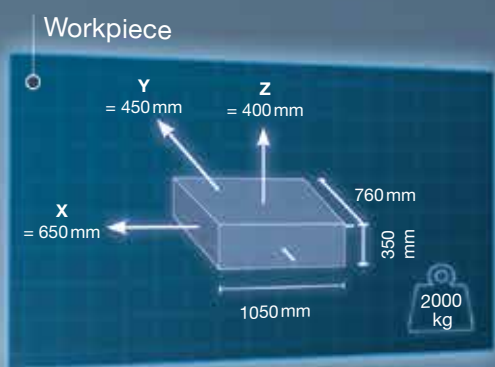 Workpiece
Y
= 450 mm
Z
= 400 mm
X
= 650 mm
760 mm
350
mm
1050 mm
2000
kg